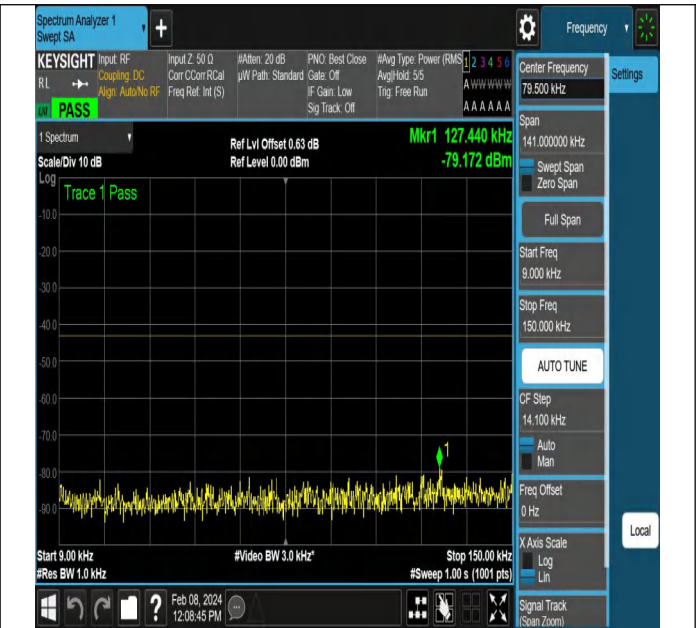 Spectrum Analyzer 1
Swept SA
+
Frequency
KEYSIGHT
Input: RF
Coupling: DC
Align: Auto/No RF
Input Z: 50 Ω
Corr CCorr RCal
Freq Ref: Int (S)
#Atten: 20 dB
µW Path: Standard
PNO: Best Close
Gate: Off
IF Gain: Low
Sig Track: Off
#Avg Type: Power (RMS
Avg|Hold: 5/5
Trig: Free Run
1 2 3 4 5 6
A W W W W W
A A A A A A
RL
PASS
1 Spectrum
Scale/Div 10 dB
Ref Lvl Offset 0.63 dB
Ref Level 0.00 dBm
Mkr1 127.440 kHz
-79.172 dBm
Log
Trace 1 Pass
-10.0
-20.0
-30.0
-40.0
-50.0
-60.0
-70.0
-80.0
-90.0
1
Start 9.00 kHz
#Res BW 1.0 kHz
#Video BW 3.0 kHz*
Stop 150.00 kHz
#Sweep 1.00 s (1001 pts)
?
Feb 08, 2024
12:08:45 PM
Center Frequency
79.500 kHz
Settings
Span
141.000000 kHz
Swept Span
Zero Span
Full Span
Start Freq
9.000 kHz
Stop Freq
150.000 kHz
AUTO TUNE
CF Step
14.100 kHz
Auto
Man
Freq Offset
0 Hz
Local
X Axis Scale
Log
Lin
Signal Track
(Span Zoom)